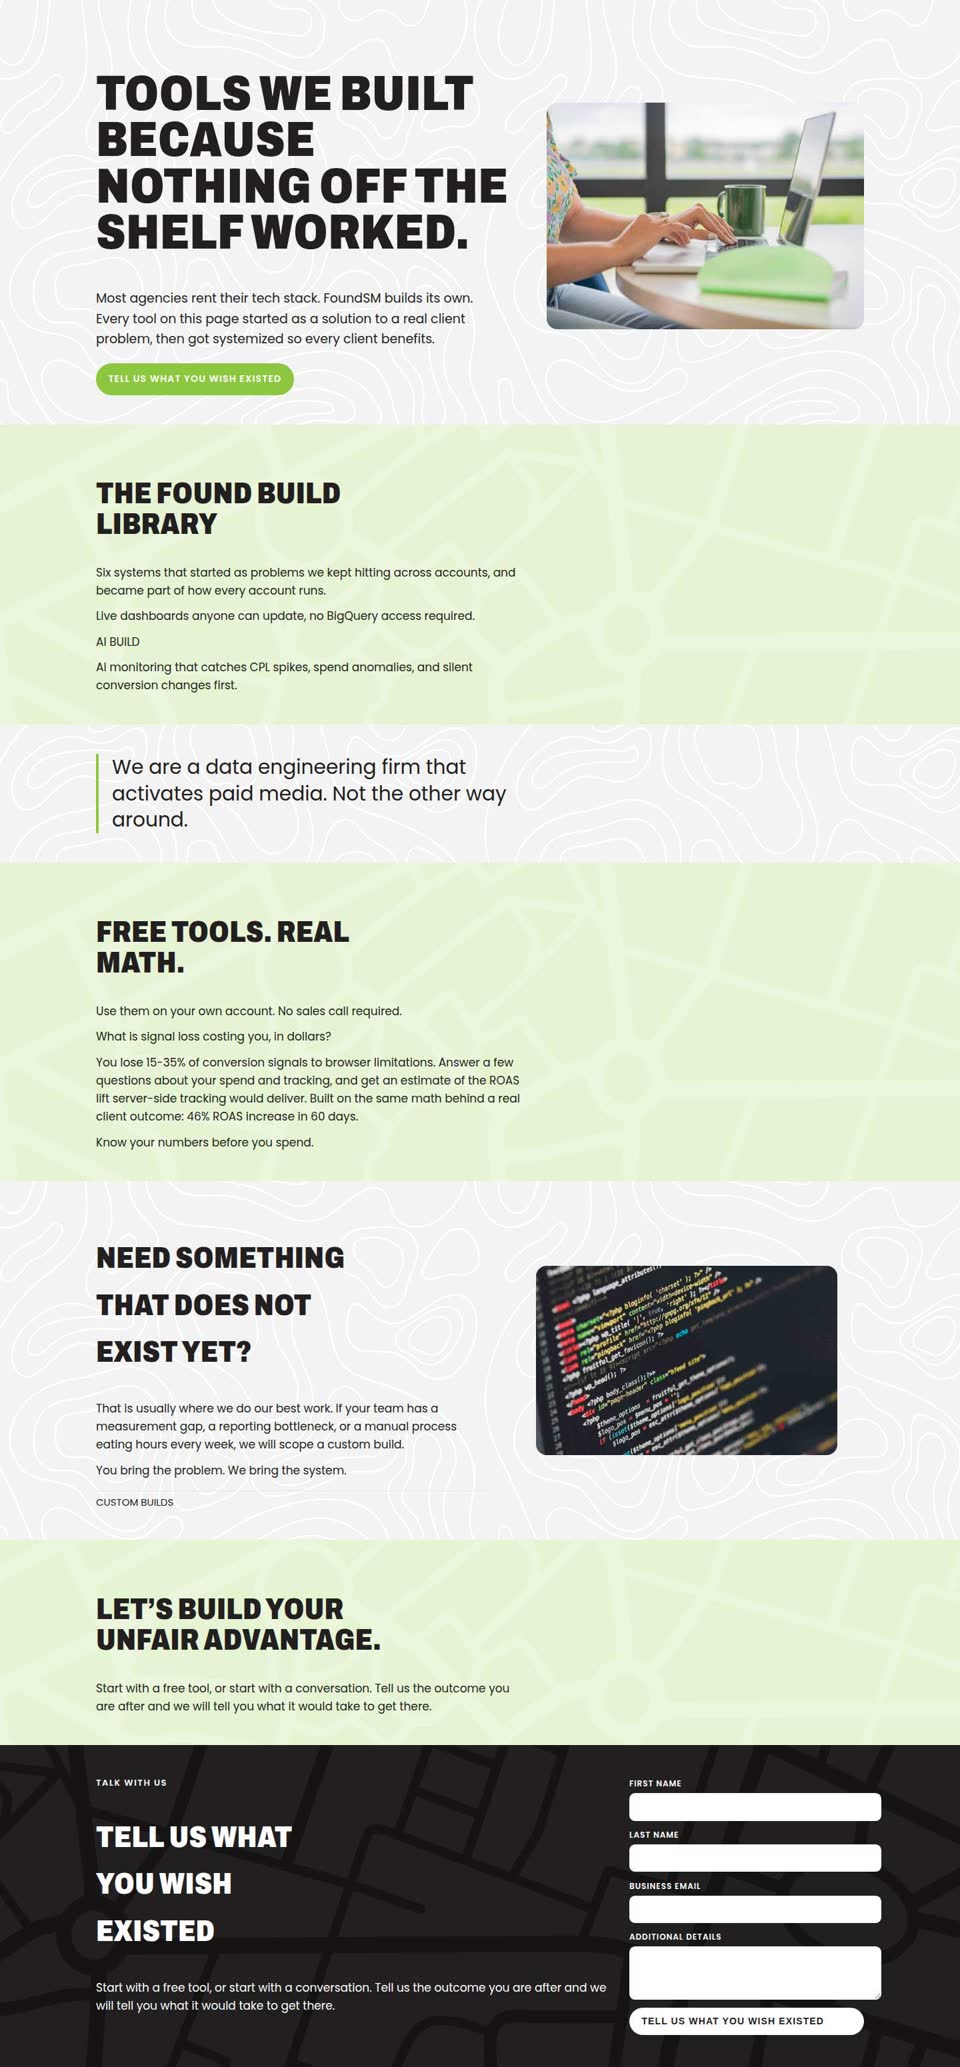 TOOLS WE BUILT
BECAUSE
NOTHING OFF THE
SHELF WORKED.
Most agencies rent their tech stack. FoundSM builds its own.
Every tool on this page started as a solution to a real client
problem, then got systemized so every client benefits.
TELL US WHAT YOU WISH EXISTED
THE FOUND BUILD
LIBRARY
Six systems that started as problems we kept hitting across accounts, and
became part of how every account runs.
Live dashboards anyone can update, no BigQuery access required.
AI BUILD
AI monitoring that catches CPL spikes, spend anomalies, and silent
conversion changes first.
We are a data engineering firm that
activates paid media. Not the other way
around.
FREE TOOLS. REAL
MATH.
Use them on your own account. No sales call required.
What is signal loss costing you, in dollars?
You lose 15-35% of conversion signals to browser limitations. Answer a few
questions about your spend and tracking, and get an estimate of the ROAS
lift server-side tracking would deliver. Built on the same math behind a real
client outcome: 46% ROAS increase in 60 days.
Know your numbers before you spend.
NEED SOMETHING
THAT DOES NOT
EXIST YET?
That is usually where we do our best work. If your team has a
measurement gap, a reporting bottleneck, or a manual process
eating hours every week, we will scope a custom build.
You bring the problem. We bring the system.
CUSTOM BUILDS
LET’S BUILD YOUR
UNFAIR ADVANTAGE.
Start with a free tool, or start with a conversation. Tell us the outcome you
are after and we will tell you what it would take to get there.
TALK WITH US
TELL US WHAT
YOU WISH
EXISTED
Start with a free tool, or start with a conversation. Tell us the outcome you are after and we
will tell you what it would take to get there.
FIRST NAME
LAST NAME
BUSINESS EMAIL
ADDITIONAL DETAILS
TELL US WHAT YOU WISH EXISTED